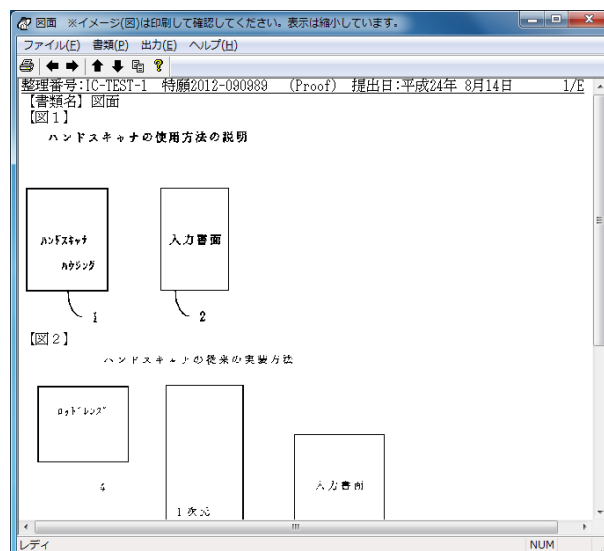 図面 ※イメージ(図)は印刷して確認してください。表示は縮小しています。
ファイル(F) 書類(P) 出力(E) ヘルプ(H)
整理番号:IC-TEST-1 特願2012-090989 (Proof) 提出日:平成24年 8月14日 1/E
【書類名】図面
【図1】
ハンドスキャナの使用方法の説明
ハンドスキャナ
ハウジング
入力書面
1
2
【図2】
ハンドスキャナの従来の実装方法
ロッドレンズ
4
入力書面
1次元
レディ NUM